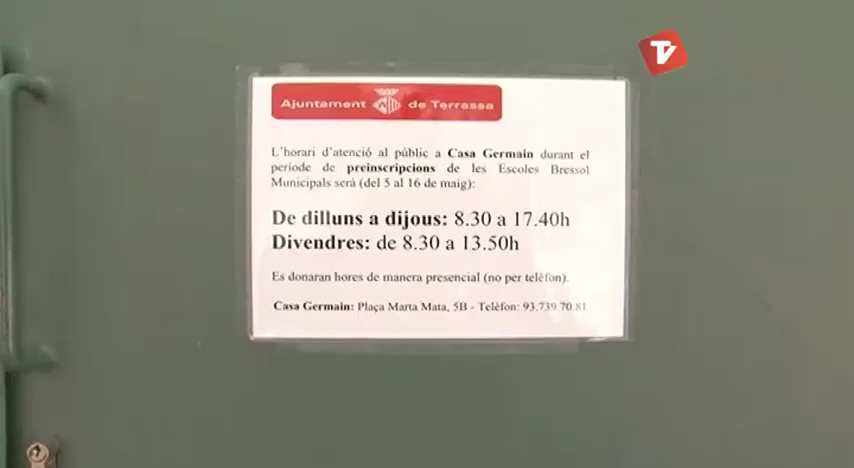 TV
Ajuntament de Terrassa
L'horari d'atenció al públic a Casa Germain durant el
període de preinscripcions de les Escoles Bressol
Municipals serà (del 5 al 16 de maig):
De dilluns a dijous: 8.30 a 17.40h
Divendres: de 8.30 a 13.50h
Es donaran hores de manera presencial (no per telèfon).
Casa Germain: Plaça Marta Mata, 5B - Telèfon: 93.739.70.81